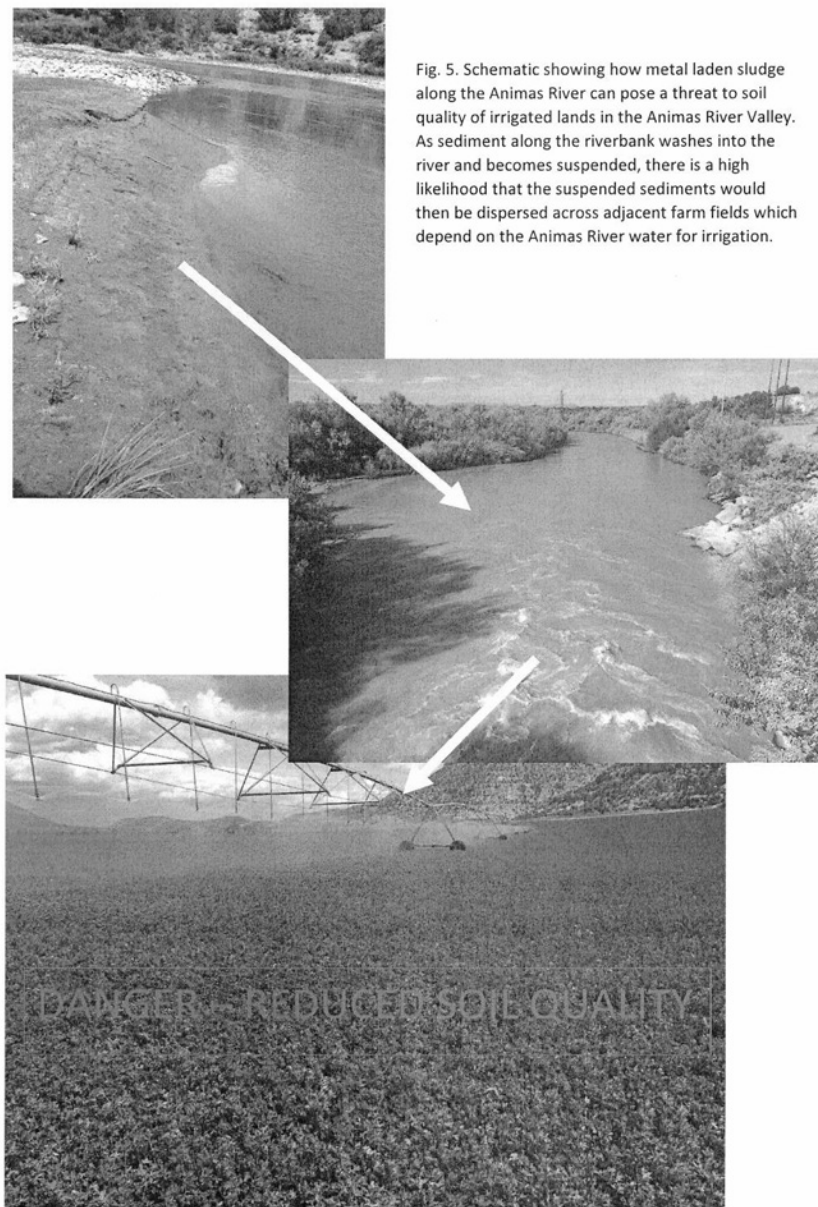 Fig. 5. Schematic showing how metal laden sludge
along the Animas River can pose a threat to soil
quality of irrigated lands in the Animas River Valley.
As sediment along the riverbank washes into the
river and becomes suspended, there is a high
likelihood that the suspended sediments would
then be dispersed across adjacent farm fields which
depend on the Animas River water for irrigation.
DANGER – REDUCED SOIL QUALITY